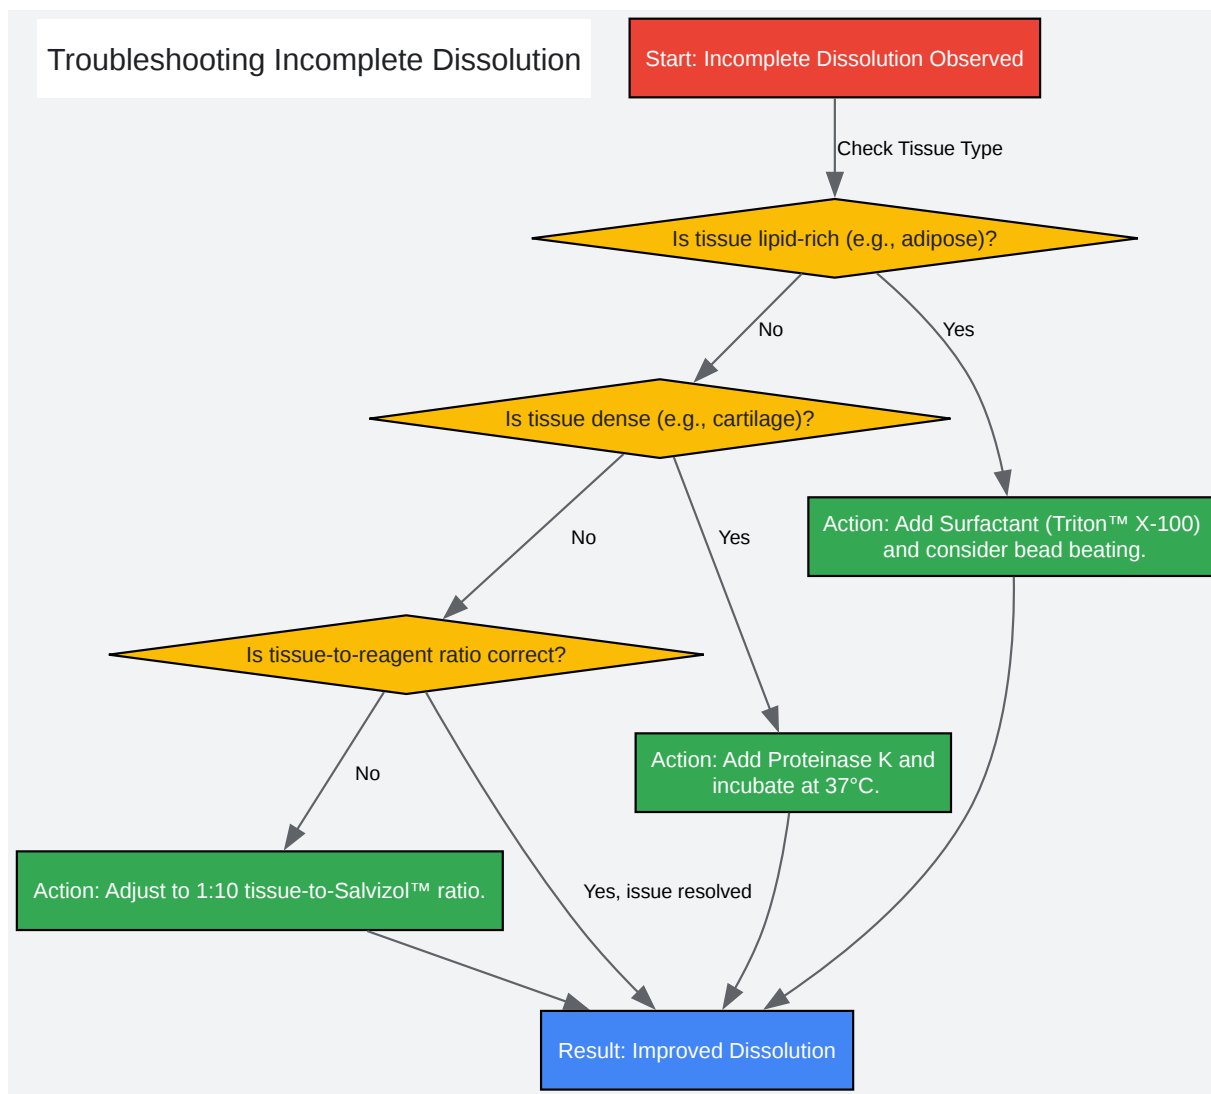 Troubleshooting Incomplete Dissolution
Start: Incomplete Dissolution Observed
Check Tissue Type
Is tissue lipid-rich (e.g., adipose)?
No
Yes
Is tissue dense (e.g., cartilage)?
Action: Add Surfactant (Triton™ X-100)
and consider bead beating.
No
Yes
Is tissue-to-reagent ratio correct?
Action: Add Proteinase K and
incubate at 37°C.
No
Action: Adjust to 1:10 tissue-to-Salvizol™ ratio.
Yes, issue resolved
Result: Improved Dissolution